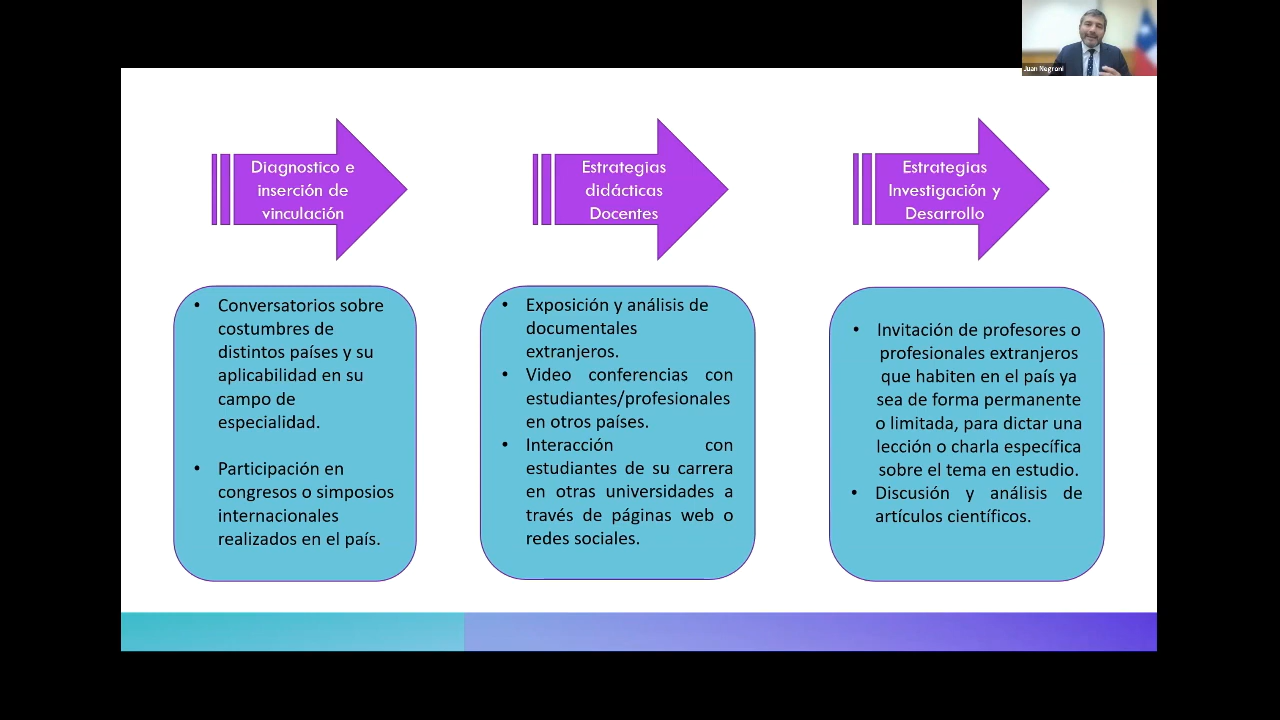 Juan Negroni
Diagnostico e
inserción de
vinculación
Estrategias
didácticas
Docentes
Estrategias
Investigación y
Desarrollo
• Conversatorios sobre
costumbres de
distintos países y su
aplicabilidad en su
campo de
especialidad.
• Participación en
congresos o simposios
internacionales
realizados en el país.
• Exposición y análisis de
documentales
extranjeros.
• Video conferencias con
estudiantes/profesionales
en otros países.
• Interacción con
estudiantes de su carrera
en otras universidades a
través de páginas web o
redes sociales.
• Invitación de profesores o
profesionales extranjeros
que habiten en el país ya
sea de forma permanente
o limitada, para dictar una
lección o charla específica
sobre el tema en estudio.
• Discusión y análisis de
artículos científicos.